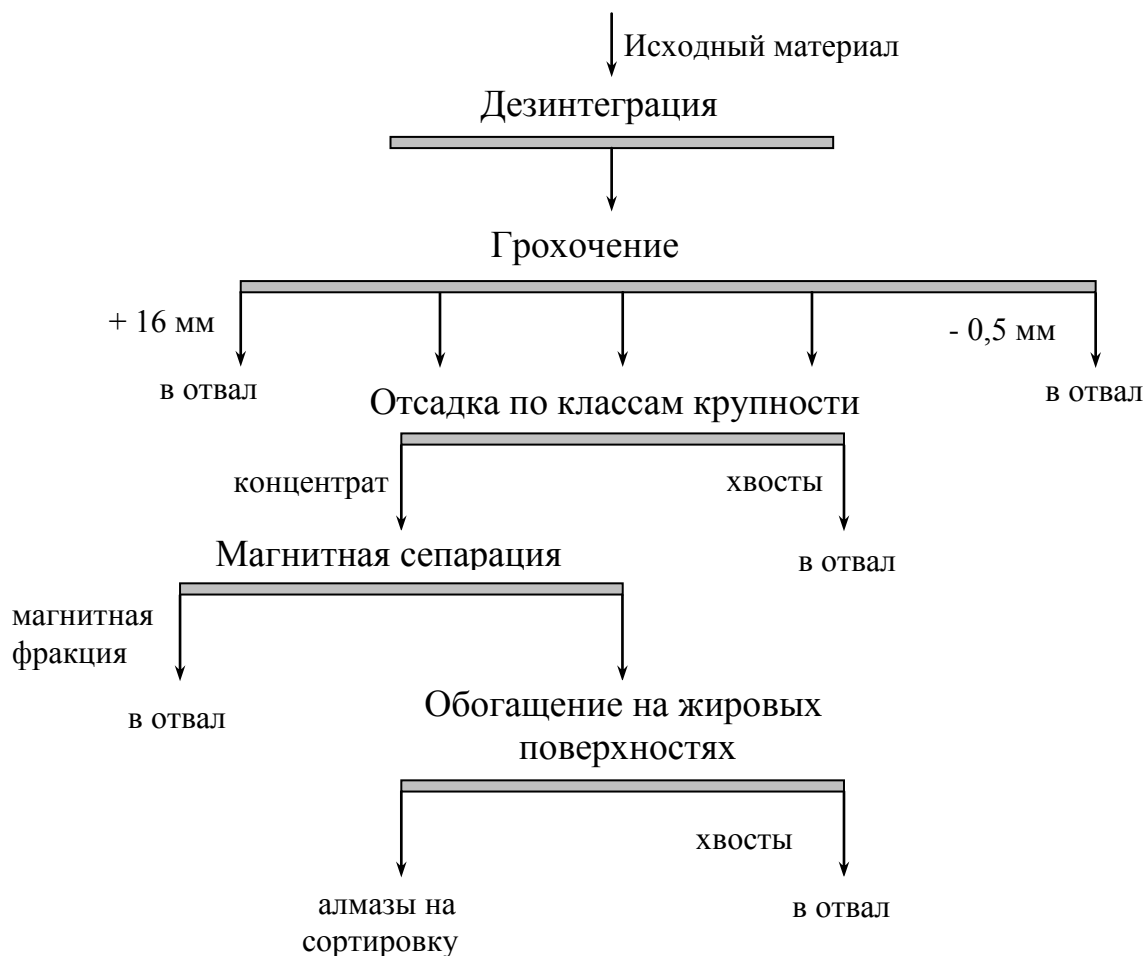 Исходный материал
Дезинтеграция
Грохочение
+ 16 мм
- 0,5 мм
в отвал
в отвал
Отсадка по классам крупности
концентрат
хвосты
Магнитная сепарация
в отвал
магнитная
фракция
в отвал
Обогащение на жировых
поверхностях
хвосты
алмазы на
сортировку
в отвал